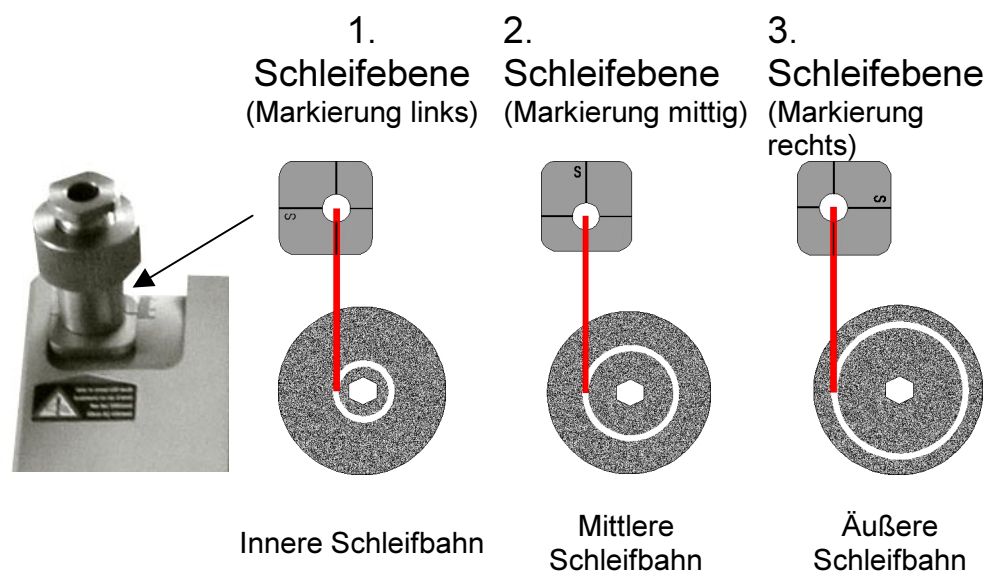 1.
Schleifebene
(Markierung links)
2.
Schleifebene
(Markierung mittig)
3.
Schleifebene
(Markierung
rechts)
S
S
S
Innere Schleifbahn
Mittlere
Schleifbahn
Äußere
Schleifbahn